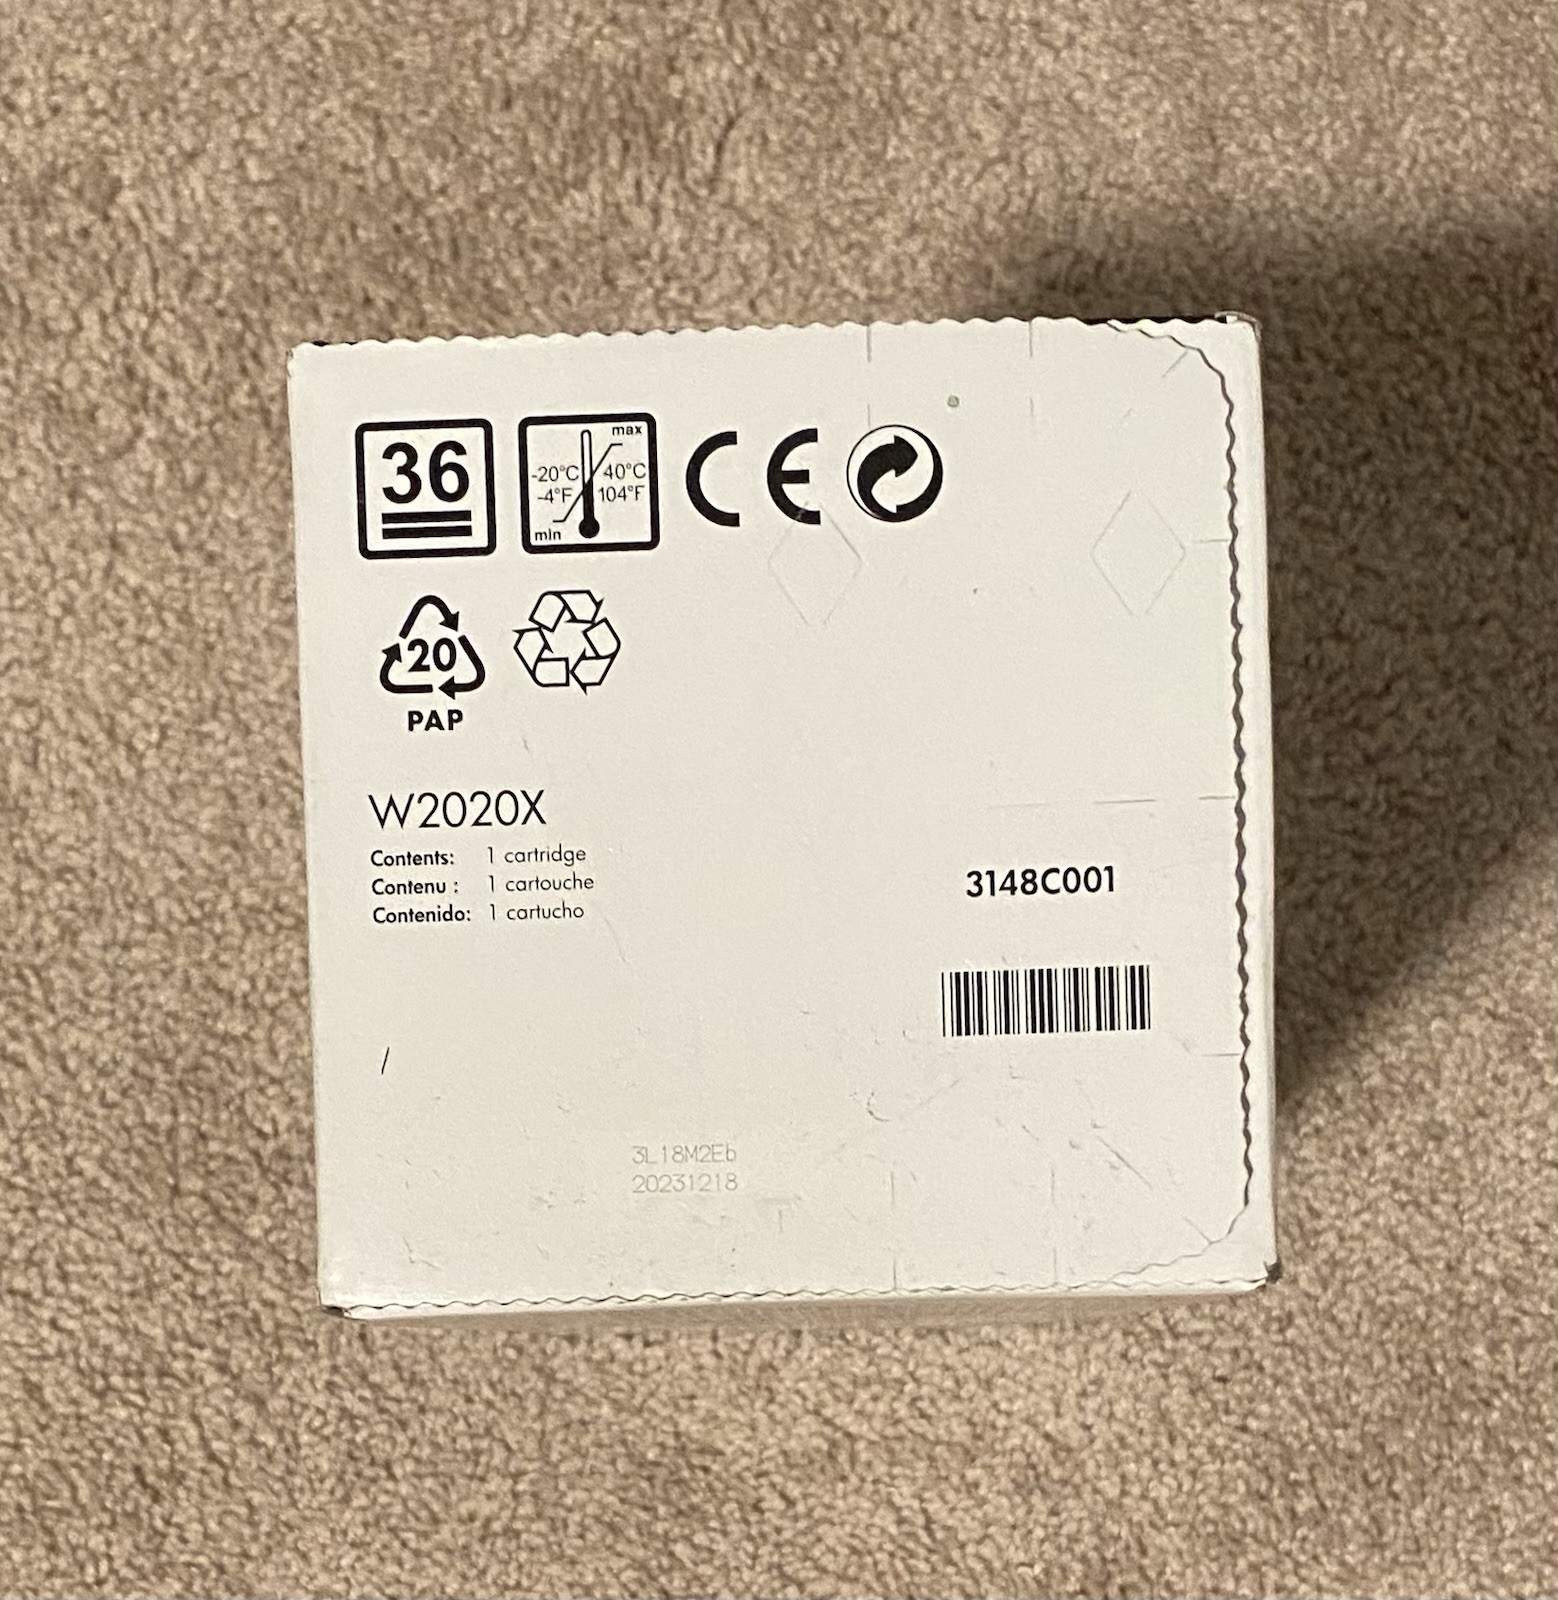 36
max
-20°C 40°C
-4°F 104°F
min
CE
20
PAP
W2020X
Contents: 1 cartridge
Contenu : 1 cartouche
Contenido: 1 cartucho
3148C001
/
3L18M2Eb
20231218